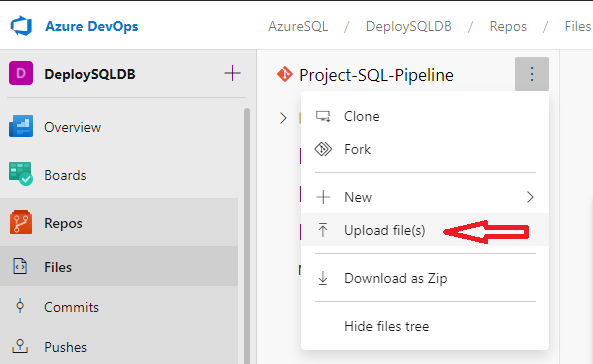 Azure DevOps
AzureSQL / DeploySQLDB / Repos / Files
D DeploySQLDB +
Project-SQL-Pipeline
Overview
Boards
Repos
Files
Commits
Pushes
Clone
Fork
New
Upload file(s)
Download as Zip
Hide files tree